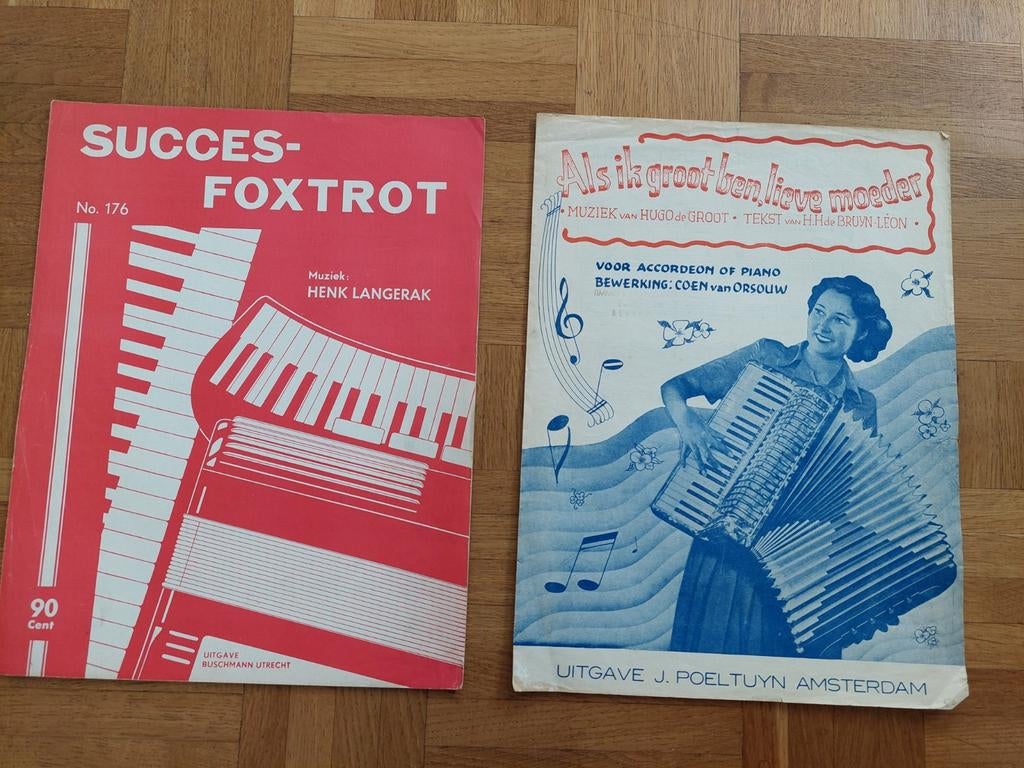 SUCCES-
FOXTROT
No. 176
Muziek:
HENK LANGERAK
90
Cent
UITGAVE
BUSCHMANN UTRECHT
Als ik groot ben, lieve moeder
• MUZIEK VAN HUGO de GROOT • TEKST VAN H.H de BRUYN-LÉON •
VOOR ACCORDEON OF PIANO
BEWERKING: COEN van ORSOUW
UITGAVE J. POELTUYN AMSTERDAM